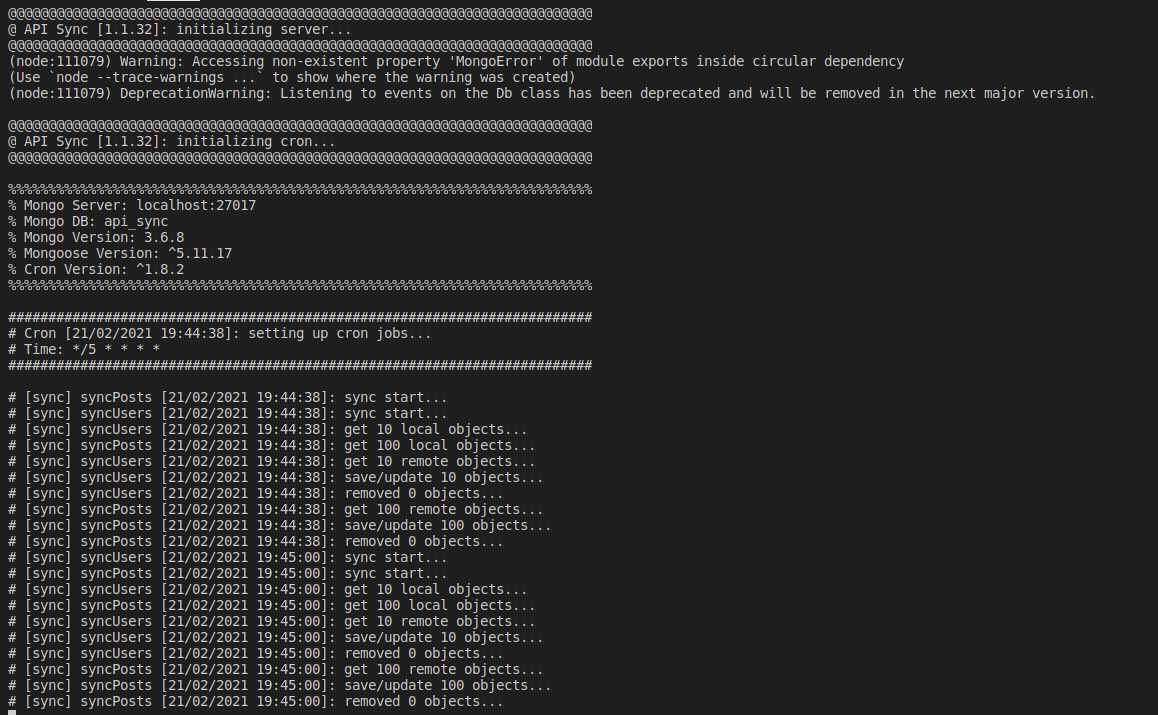 @@@@@@@@@@@@@@@@@@@@@@@@@@@@@@@@@@@@@@@@@@@@@@@@@@@@@@@@@@@@@@@@@@@@@@@@@
@ API Sync [1.1.32]: initializing server...
@@@@@@@@@@@@@@@@@@@@@@@@@@@@@@@@@@@@@@@@@@@@@@@@@@@@@@@@@@@@@@@@@@@@@@@@@
(node:111079) Warning: Accessing non-existent property 'MongoError' of module exports inside circular dependency
(Use `node --trace-warnings ...` to show where the warning was created)
(node:111079) DeprecationWarning: Listening to events on the Db class has been deprecated and will be removed in the next major version.
@@@@@@@@@@@@@@@@@@@@@@@@@@@@@@@@@@@@@@@@@@@@@@@@@@@@@@@@@@@@@@@@@@@@@@@@@
@ API Sync [1.1.32]: initializing cron...
@@@@@@@@@@@@@@@@@@@@@@@@@@@@@@@@@@@@@@@@@@@@@@@@@@@@@@@@@@@@@@@@@@@@@@@@@
%%%%%%%%%%%%%%%%%%%%%%%%%%%%%%%%%%%%%%%%%%%%%%%%%%%%%%%%%%%%%%%%%%%%%%%%%%%
% Mongo Server: localhost:27017
% Mongo DB: api_sync
% Mongo Version: 3.6.8
% Mongoose Version: ^5.11.17
% Cron Version: ^1.8.2
%%%%%%%%%%%%%%%%%%%%%%%%%%%%%%%%%%%%%%%%%%%%%%%%%%%%%%%%%%%%%%%%%%%%%%%%%%%
#########################################################################
# Cron [21/02/2021 19:44:38]: setting up cron jobs...
# Time: */5 * * * *
#########################################################################
# [sync] syncPosts [21/02/2021 19:44:38]: sync start...
# [sync] syncUsers [21/02/2021 19:44:38]: sync start...
# [sync] syncUsers [21/02/2021 19:44:38]: get 10 local objects...
# [sync] syncPosts [21/02/2021 19:44:38]: get 100 local objects...
# [sync] syncUsers [21/02/2021 19:44:38]: get 10 remote objects...
# [sync] syncUsers [21/02/2021 19:44:38]: save/update 10 objects...
# [sync] syncUsers [21/02/2021 19:44:38]: removed 0 objects...
# [sync] syncPosts [21/02/2021 19:44:38]: get 100 remote objects...
# [sync] syncPosts [21/02/2021 19:44:38]: save/update 100 objects...
# [sync] syncPosts [21/02/2021 19:44:38]: removed 0 objects...
# [sync] syncUsers [21/02/2021 19:45:00]: sync start...
# [sync] syncPosts [21/02/2021 19:45:00]: sync start...
# [sync] syncUsers [21/02/2021 19:45:00]: get 10 local objects...
# [sync] syncPosts [21/02/2021 19:45:00]: get 100 local objects...
# [sync] syncUsers [21/02/2021 19:45:00]: get 10 remote objects...
# [sync] syncUsers [21/02/2021 19:45:00]: save/update 10 objects...
# [sync] syncUsers [21/02/2021 19:45:00]: removed 0 objects...
# [sync] syncPosts [21/02/2021 19:45:00]: get 100 remote objects...
# [sync] syncPosts [21/02/2021 19:45:00]: save/update 100 objects...
# [sync] syncPosts [21/02/2021 19:45:00]: removed 0 objects...